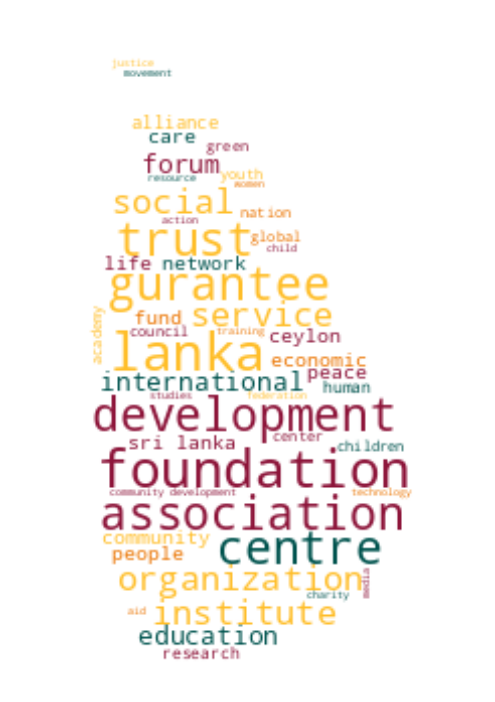 justice
movement
alliance
care
green
forum
resource
youth
women
social
nation
action
trust
global
child
life
network
gurantee
academy
fund
service
council
training
ceylon
lanka
economic
international
peace
human
studies
federation
development
sri lanka
center
children
foundation
community development
technology
association
community
centre
people
organization
media
charity
aid
institute
education
research